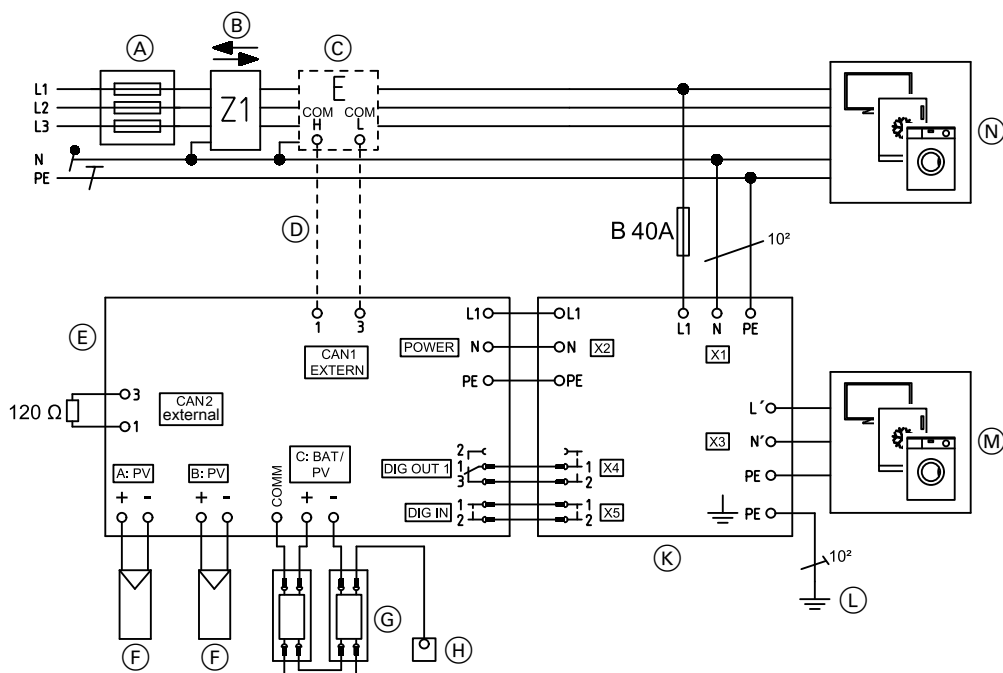 A
B
C
L1
L2
L3
N
PE
Z1
E
COM COM
H L
N
D
B 40A
10²
E
1 3
CAN1
EXTERN
POWER
L1
N
PE
L1
N
PE
X2
L1 N PE
X1
120 Ω
3
1
CAN2
external
L´
N´
PE
PE
X3
M
A: PV
B: PV
COMM
C: BAT/
PV
+ - + - + -
DIG OUT 1
2
1
3
1
2
X4
DIG IN
1
2
1
2
X5
K
10²
L
F
F
G
H